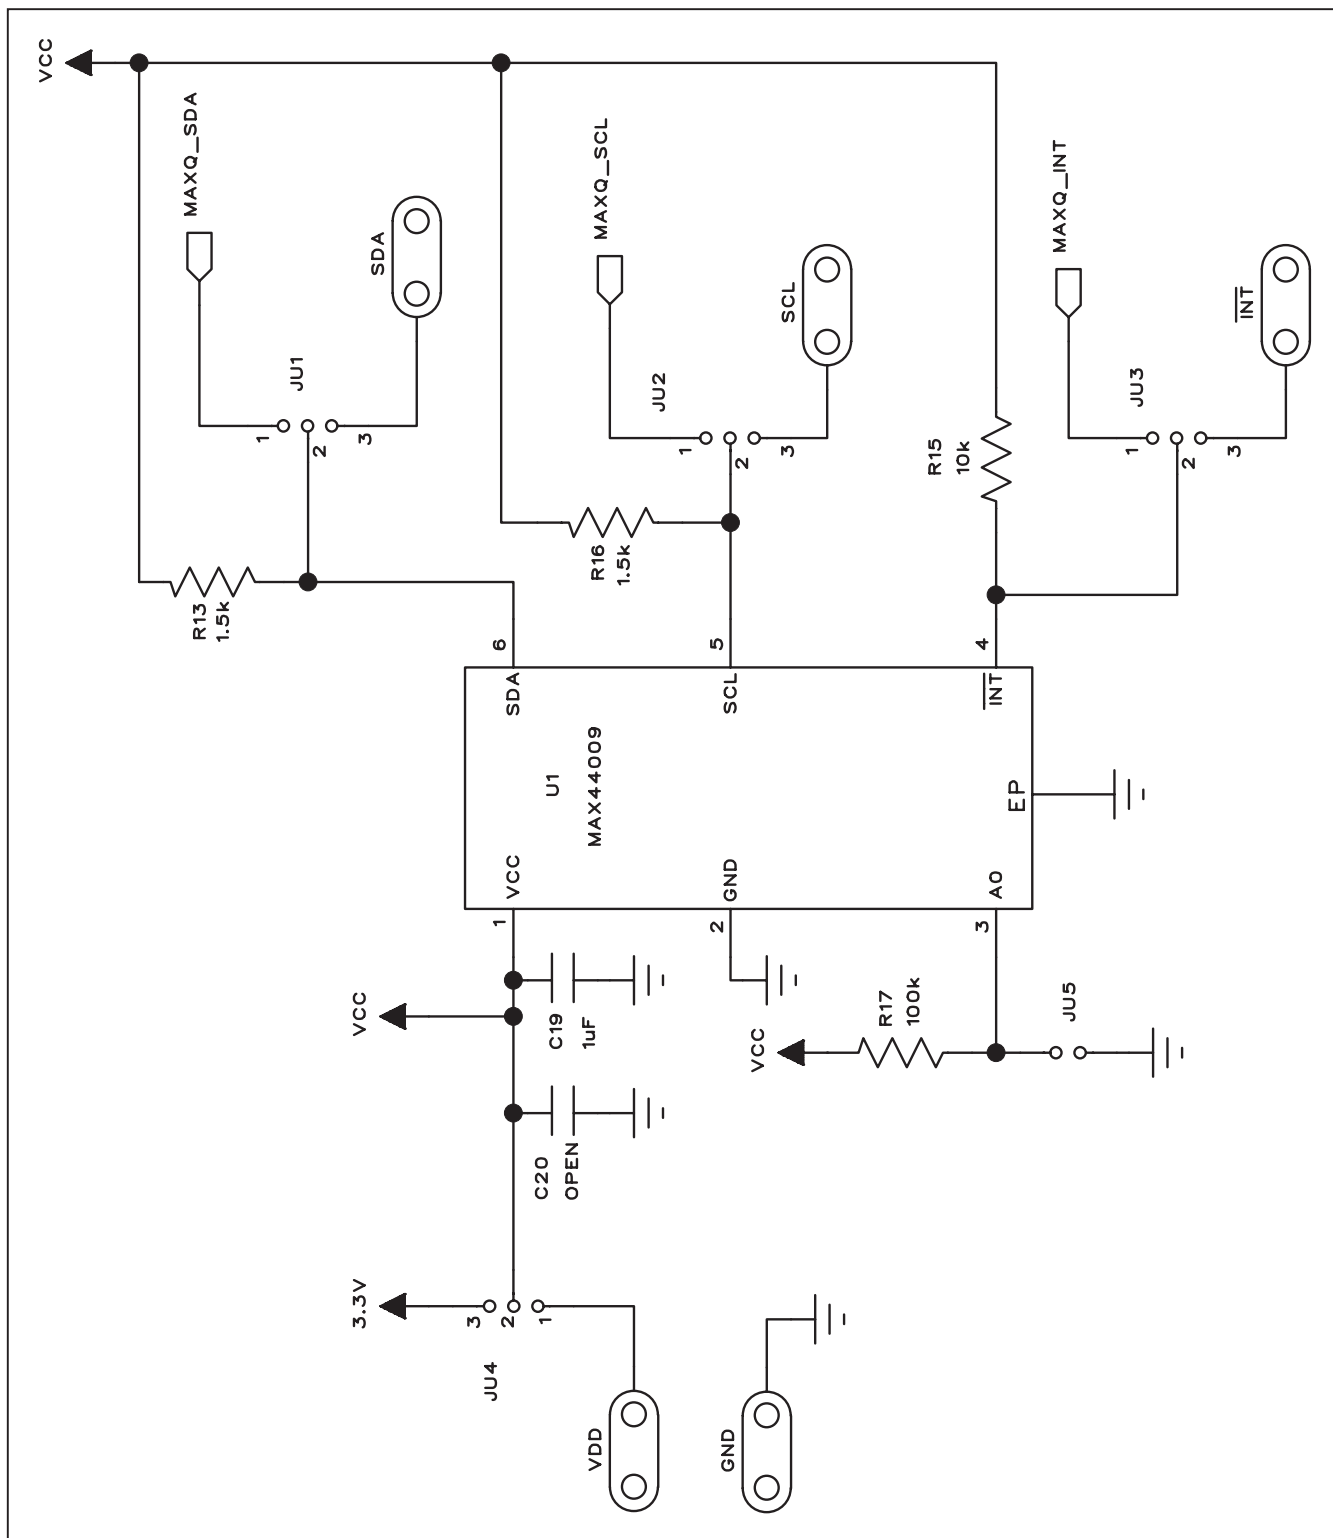 VCC
MAXQ_SDA
SDA
JU1
1
2
3
R13
1.5k
MAXQ_SCL
SCL
JU2
1
2
3
R16
1.5k
MAXQ_INT
INT
JU3
1
2
3
R15
10k
6
5
4
SDA
SCL
INT
U1
MAX44009
EP
VCC
GND
A0
1
2
3
VCC
C19
1uF
C20
OPEN
VCC
R17
100k
JU5
3.3V
3
2
1
JU4
VDD
GND